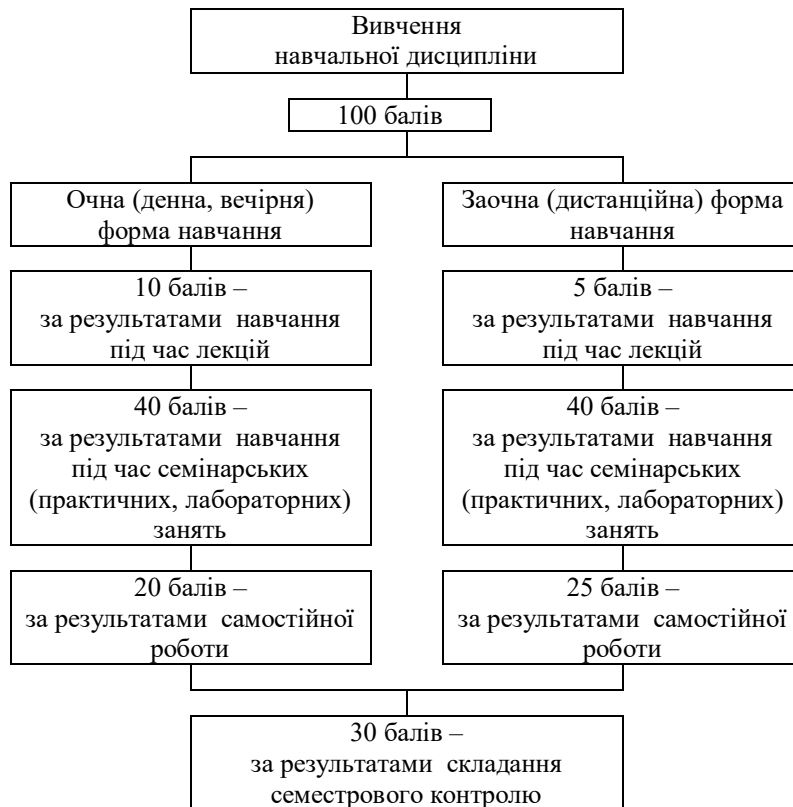 Вивчення
навчальної дисципліни
100 балів
Очна (денна, вечірня)
форма навчання
Заочна (дистанційна) форма
навчання
10 балів –
за результатами навчання
під час лекцій
5 балів –
за результатами навчання
під час лекцій
40 балів –
за результатами навчання
під час семінарських
(практичних, лабораторних)
занять
40 балів –
за результатами навчання
під час семінарських
(практичних, лабораторних)
занять
20 балів –
за результатами самостійної
роботи
25 балів –
за результатами самостійної
роботи
30 балів –
за результатами складання
семестрового контролю